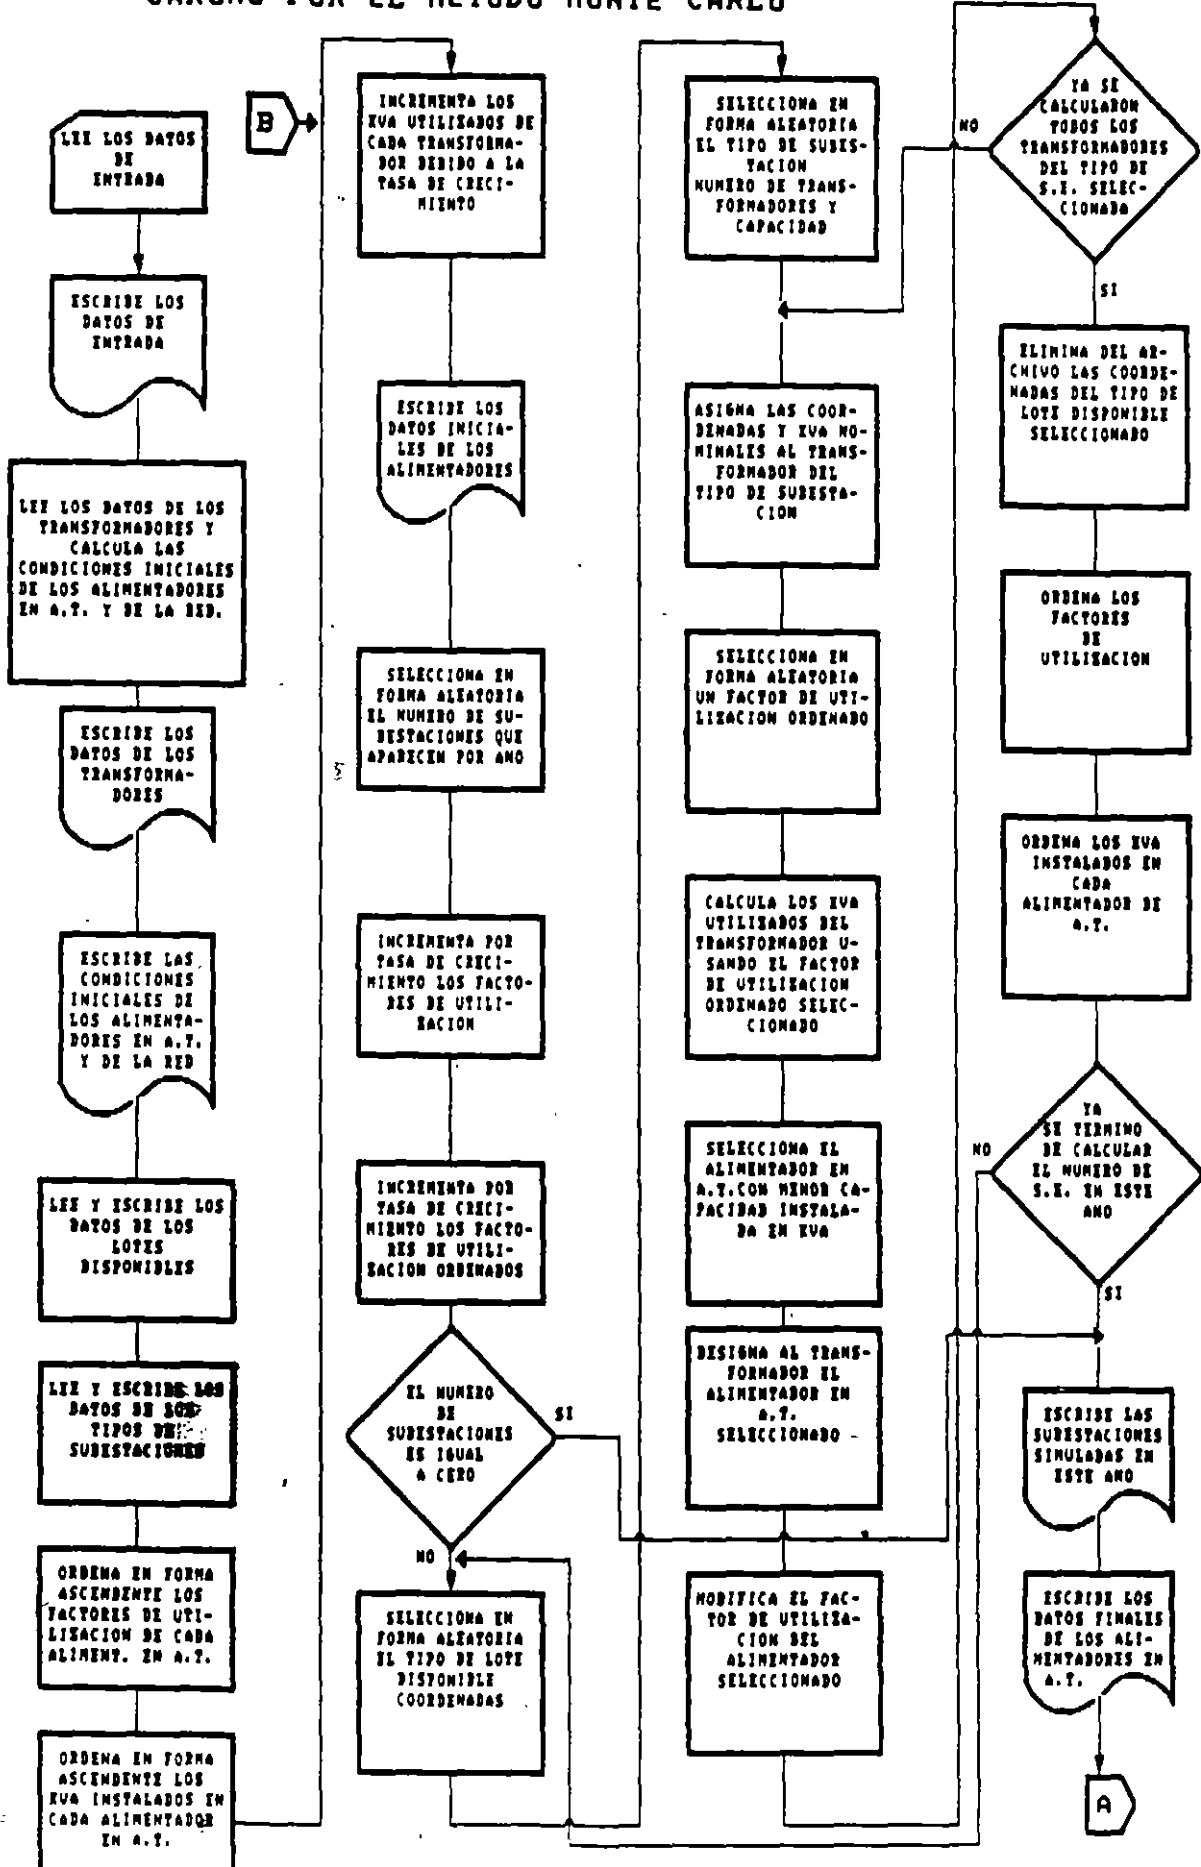 CARGAS POR EL METODO MONTE CARLO
LEE LOS DATOS
DE
ENTRADA
ESCRIBE LOS
DATOS DE
ENTRADA
LEE LOS DATOS DE LOS
TRANSFORMADORES Y
CALCULA LAS
CONDICIONES INICIALES
DE LOS ALIMENTADORES
EN A.T. Y DE LA RED.
ESCRIBE LOS
DATOS DE LOS
TRANSFORMA-
DORES
ESCRIBE LAS
CONDICIONES
INICIALES DE
LOS ALIMENTA-
DORES EN A.T.
Y DE LA RED
LEE Y ESCRIBE LOS
DATOS DE LOS
LOTES
DISPONIBLES
LEE Y ESCRIBE LOS
DATOS DE LOS
TIPOS DE
SUBESTACIONES
ORDENA EN FORMA
ASCENDENTE LOS
FACTORES DE UTI-
LIZACION DE CADA
ALIMENT. EN A.T.
ORDENA EN FORMA
ASCENDENTE LOS
KVA INSTALADOS EN
CADA ALIMENTADOR
EN A.T.
B
INCREMENTA LOS
KVA UTILIZADOS DE
CADA TRANSFORMA-
DOR DEBIDO A LA
TASA DE CRECI-
MIENTO
ESCRIBE LOS
DATOS INICIA-
LES DE LOS
ALIMENTADORES
SELECCIONA EN
FORMA ALEATORIA
EL NUMERO DE SU-
BESTACIONES QUE
APARECEN POR ANO
INCREMENTA POR
TASA DE CRECI-
MIENTO LOS FACTO-
RES DE UTILI-
ZACION
INCREMENTA POR
TASA DE CRECI-
MIENTO LOS FACTO-
RES DE UTILI-
ZACION ORDENADOS
EL NUMERO
DE
SUBESTACIONES
ES IGUAL
A CERO
SI
NO
SELECCIONA EN
FORMA ALEATORIA
EL TIPO DE LOTE
DISPONIBLE
COORDENADAS
SELECCIONA EN
FORMA ALEATORIA
EL TIPO DE SUBES-
TACION
NUMERO DE TRANS-
FORMADORES Y
CAPACIDAD
ASIGNA LAS COOR-
DENADAS Y KVA NO-
MINALES AL TRANS-
FORMADOR DEL
TIPO DE SUBESTA-
CION
SELECCIONA EN
FORMA ALEATORIA
UN FACTOR DE UTI-
LIZACION ORDENADO
CALCULA LOS KVA
UTILIZADOS DEL
TRANSFORMADOR U-
SANDO EL FACTOR
DE UTILIZACION
ORDENADO SELEC-
CIONADO
SELECCIONA EL
ALIMENTADOR EN
A.T.CON MENOR CA-
PACIDAD INSTALA-
DA EN KVA
DESIGNA AL TRANS-
FORMADOR EL
ALIMENTADOR EN
A.T.
SELECCIONADO
MODIFICA EL FAC-
TOR DE UTILIZA-
CION DEL
ALIMENTADOR
SELECCIONADO
YA SE
CALCULARON
TODOS LOS
TRANSFORMADORES
DEL TIPO DE
S.E. SELEC-
CIONADA
NO
SI
ELIMINA DEL AR-
CHIVO LAS COORDE-
NADAS DEL TIPO DE
LOTE DISPONIBLE
SELECCIONADO
ORDENA LOS
FACTORES
DE
UTILIZACION
ORDENA LOS KVA
INSTALADOS EN
CADA
ALIMENTADOR DE
A.T.
YA
SE TERMINO
DE CALCULAR
EL NUMERO DE
S.E. EN ESTE
ANO
NO
SI
ESCRIBE LAS
SUBESTACIONES
SIMULADAS EN
ESTE ANO
ESCRIBE LOS
DATOS FINALES
DE LOS ALI-
MENTADORES EN
A.T.
A